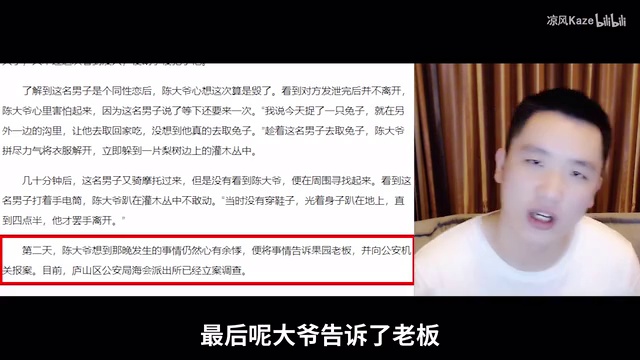 凉风Kaze bilibili
了解到这名男子是个同性恋后，陈大爷心想这次算是毁了。看到对方发泄完后并不离开，
陈大爷心里害怕起来，因为这名男子说了等下还要来一次。“我说今天捉了一只兔子，就在另
外一边的沟里，让他去取回家吃，没想到他真的去取兔子。”趁着这名男子去取兔子，陈大爷
拼尽力气将衣服解开，立即躲到一片梨树边上的灌木丛中。
几十分钟后，这名男子又骑摩托过来，但是没有看到陈大爷，便在周围寻找起来。看到这
名男子打着手电筒，陈大爷趴在灌木丛中不敢动。“当时没有穿鞋子，光着身子趴在地上，直
到四点半，他才罢手离开。”
第二天，陈大爷想到那晚发生的事情仍然心有余悸，便将事情告诉果园老板，并向公安机
关报案。目前，庐山区公安局海会派出所已经立案调查。
最后呢大爷告诉了老板